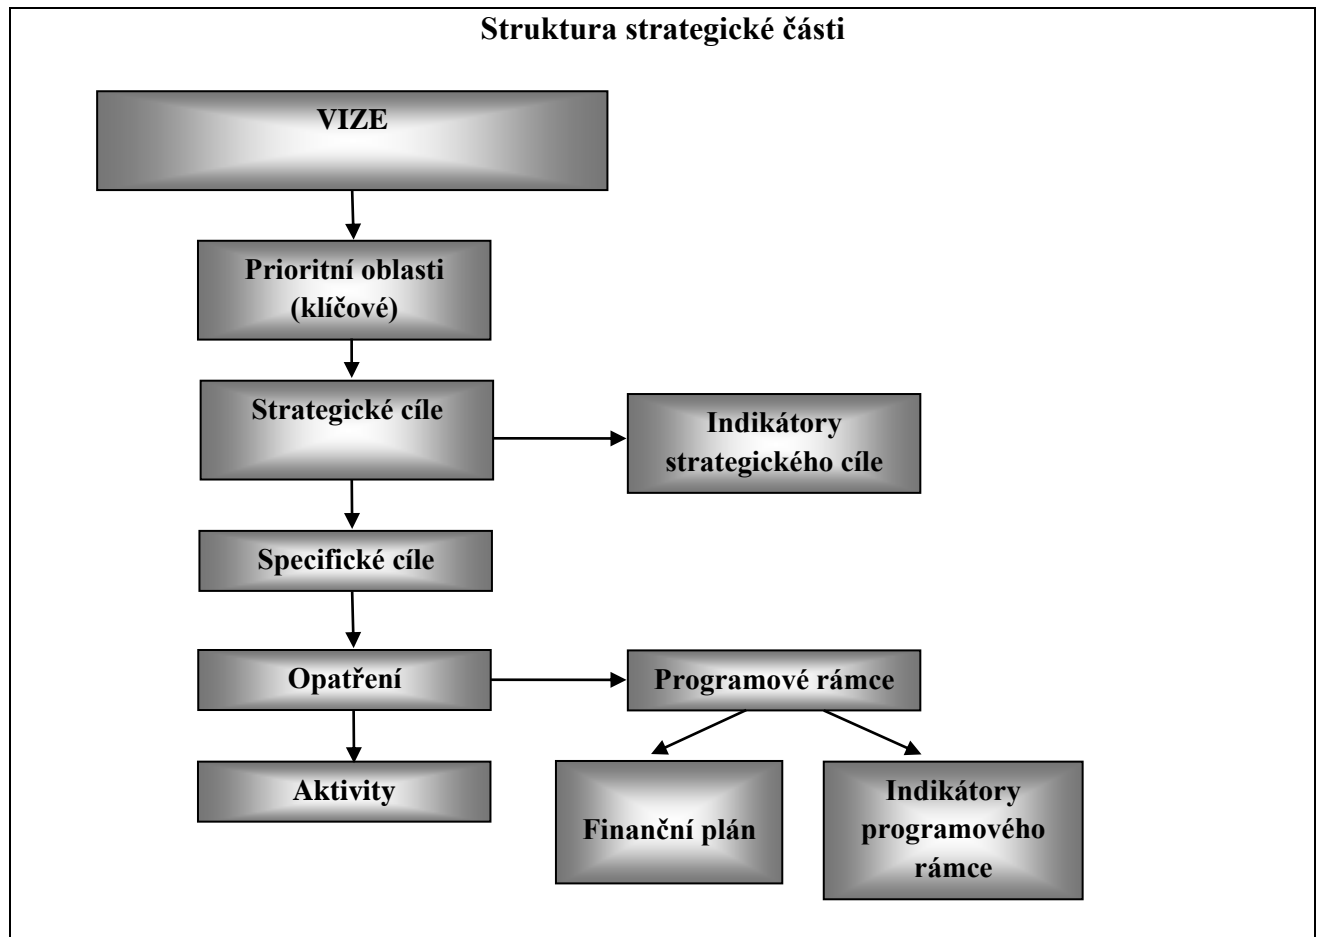 Struktura strategické části
VIZE
Prioritní oblasti
(klíčové)
Strategické cíle
Indikátory
strategického cíle
Specifické cíle
Opatření
Programové rámce
Aktivity
Finanční plán
Indikátory
programového
rámce